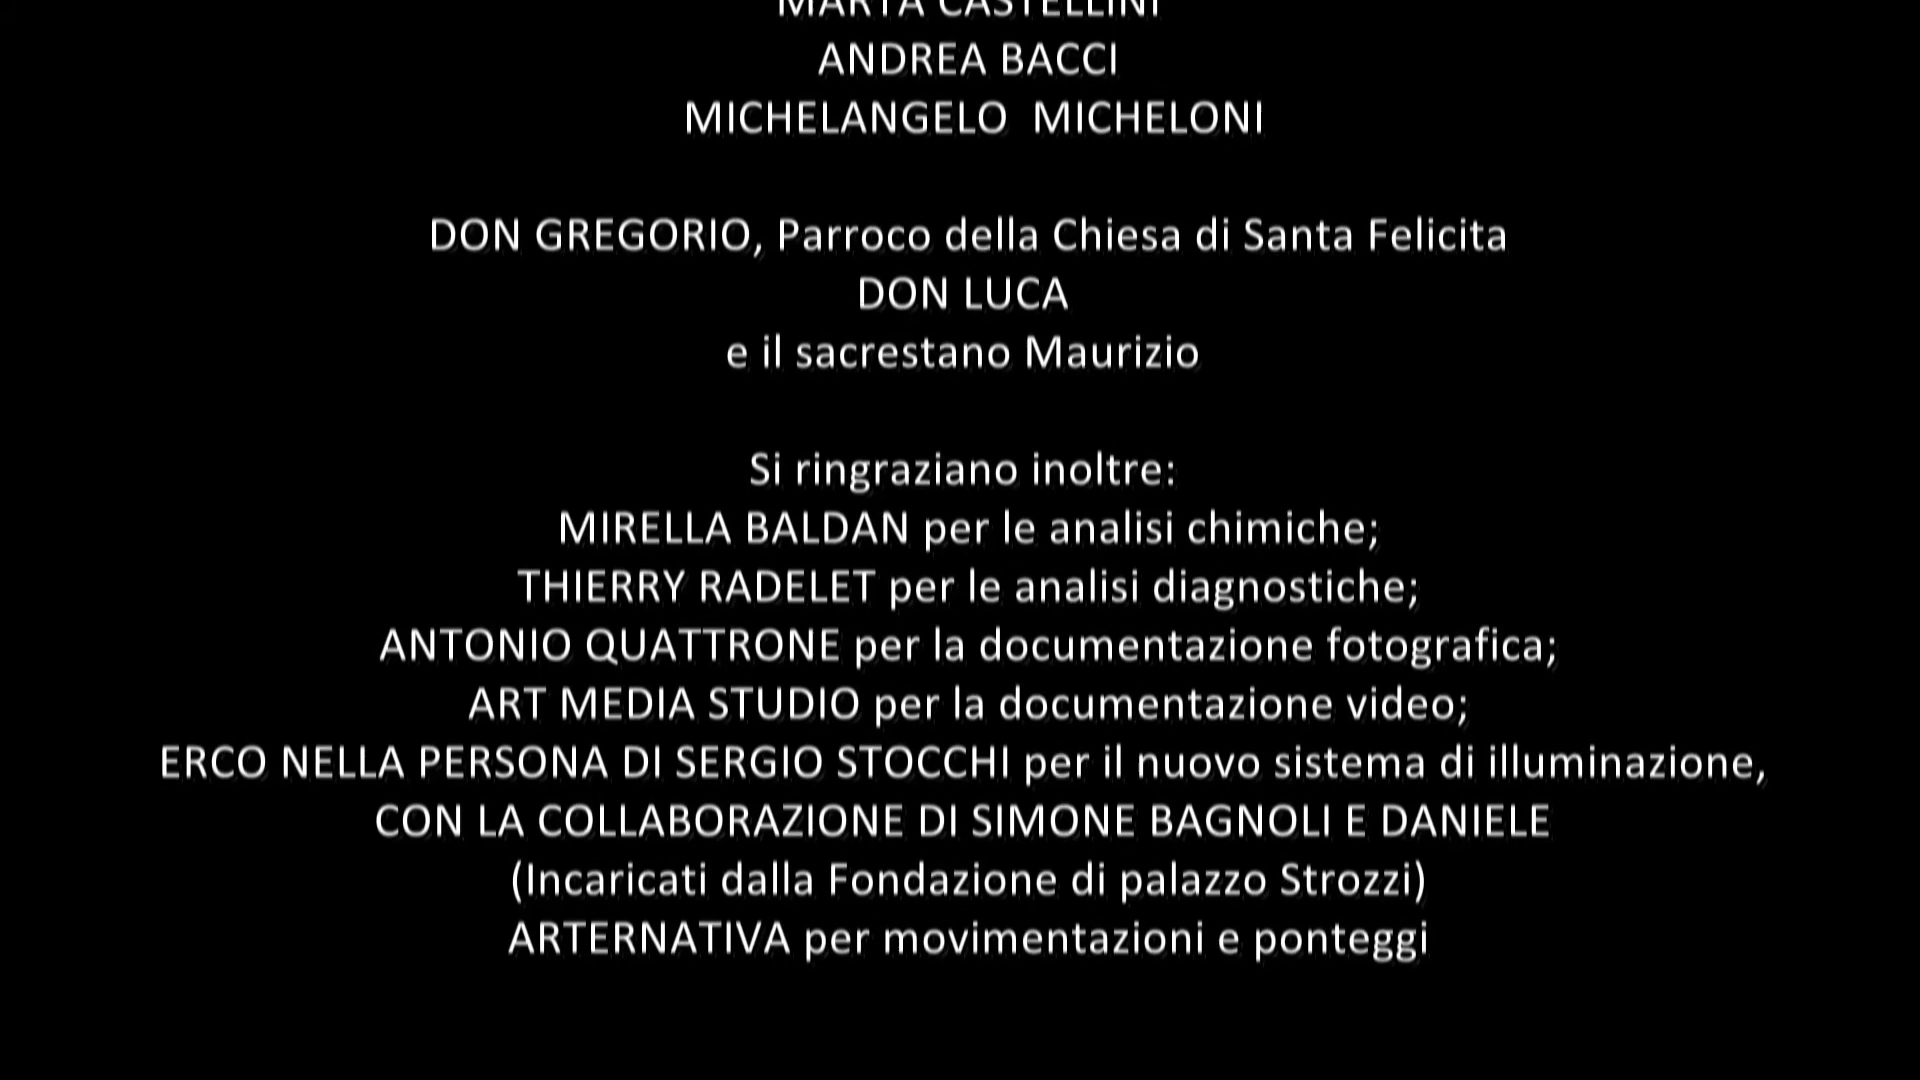 MARTA CASTELLINI
ANDREA BACCI
MICHELANGELO  MICHELONI
DON GREGORIO, Parroco della Chiesa di Santa Felicita
DON LUCA
e il sacrestano Maurizio
Si ringraziano inoltre:
MIRELLA BALDAN per le analisi chimiche;
THIERRY RADELET per le analisi diagnostiche;
ANTONIO QUATTRONE per la documentazione fotografica;
ART MEDIA STUDIO per la documentazione video;
ERCO NELLA PERSONA DI SERGIO STOCCHI per il nuovo sistema di illuminazione,
CON LA COLLABORAZIONE DI SIMONE BAGNOLI E DANIELE
(Incaricati dalla Fondazione di palazzo Strozzi)
ARTERNATIVA per movimentazioni e ponteggi